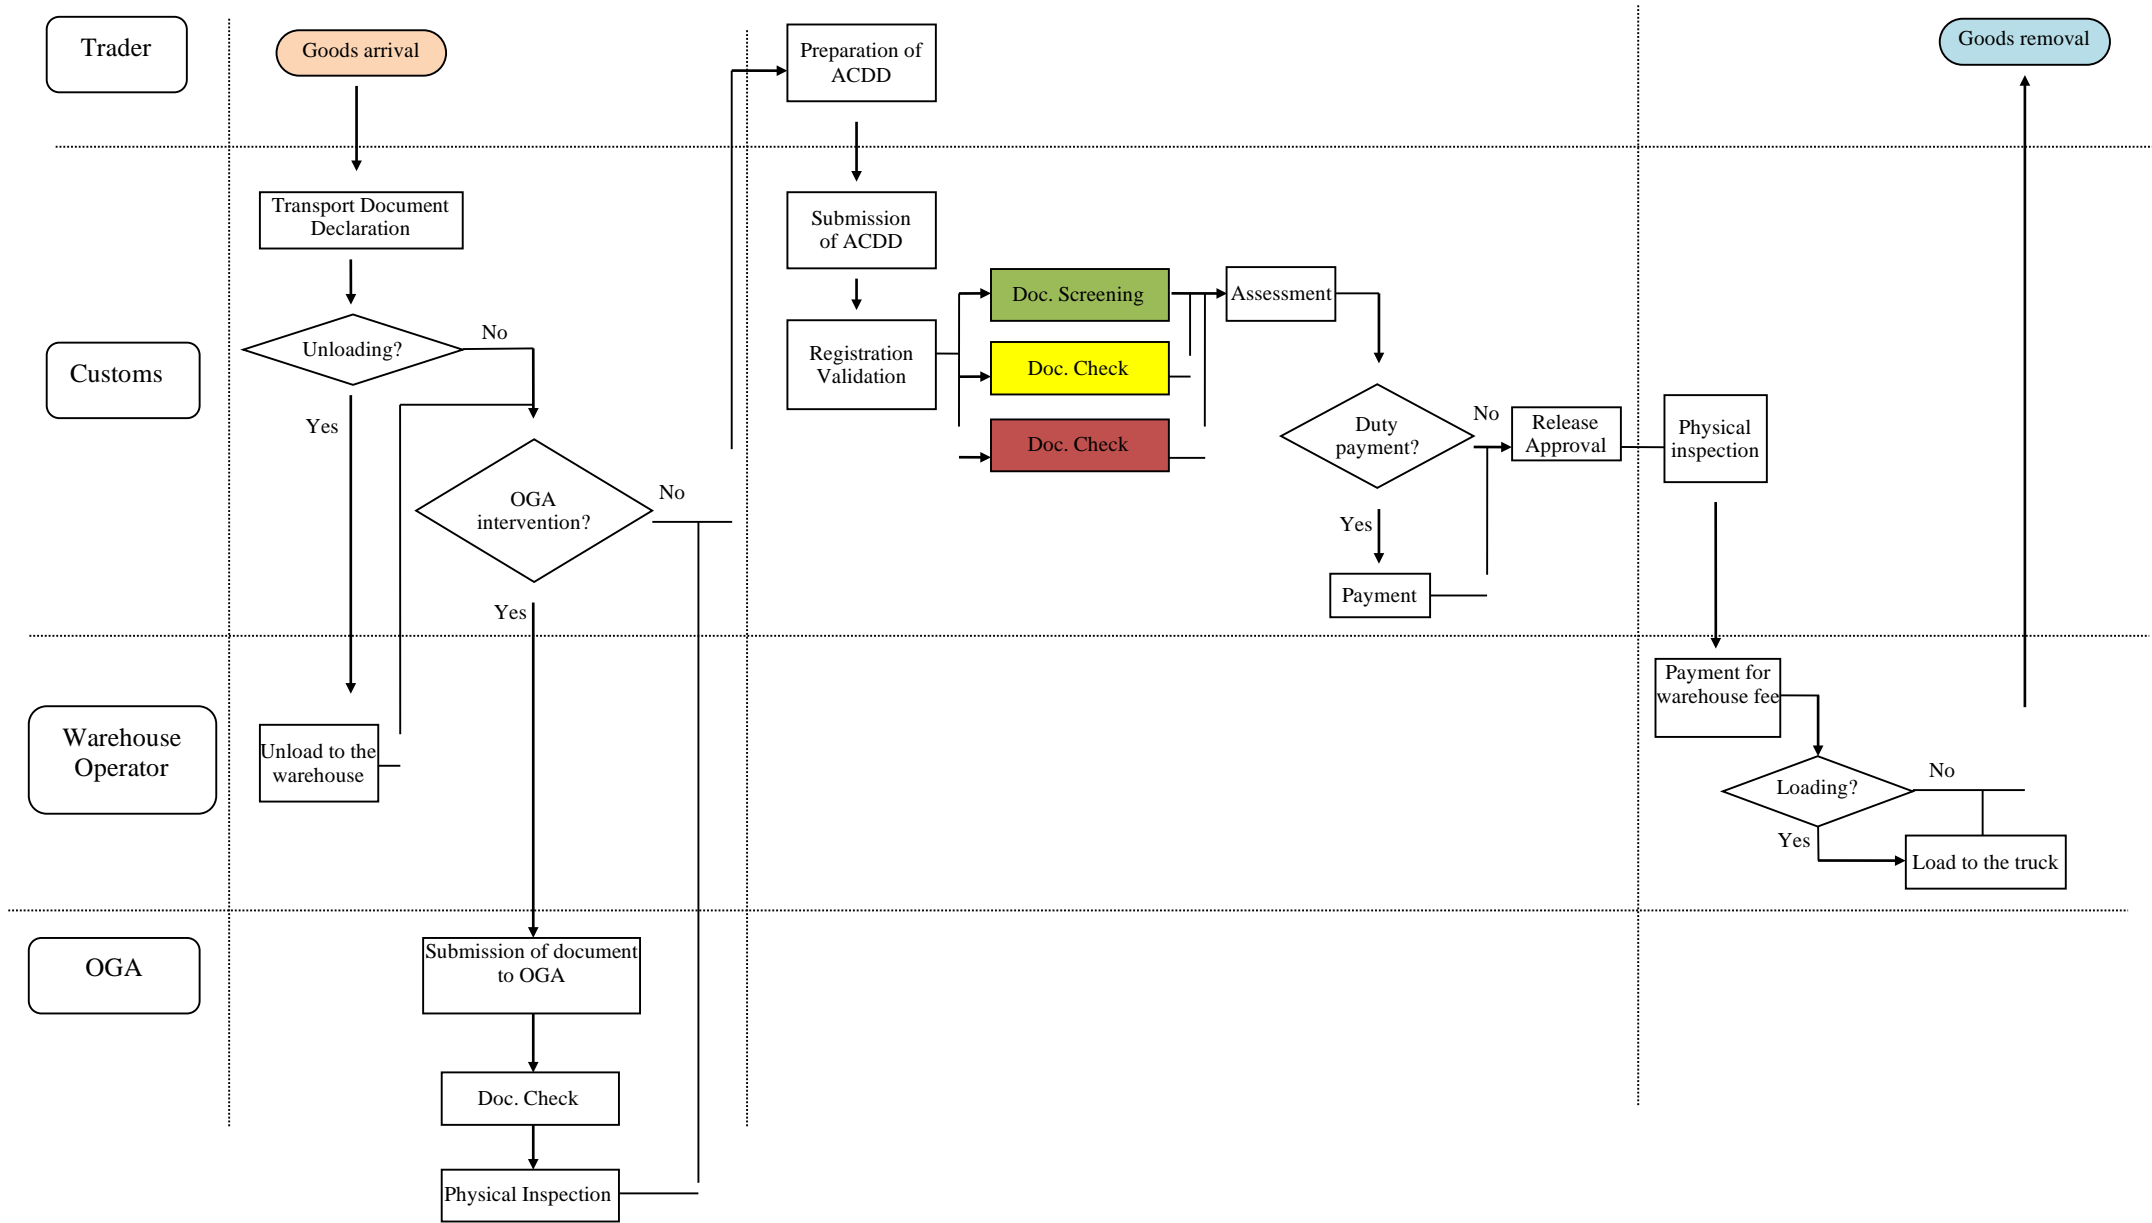 Trader
Goods arrival
Preparation of
ACDD
Goods removal
Transport Document
Declaration
Submission
of ACDD
Doc. Screening
Assessment
No
Unloading?
Customs
Registration
Validation
Doc. Check
Yes
Doc. Check
Duty
payment?
No
Release
Approval
Physical
inspection
OGA
intervention?
No
Yes
Payment
Yes
Warehouse
Operator
Unload to the
warehouse
Payment for
warehouse fee
Loading?
No
Yes
Load to the truck
OGA
Submission of document
to OGA
Doc. Check
Physical Inspection